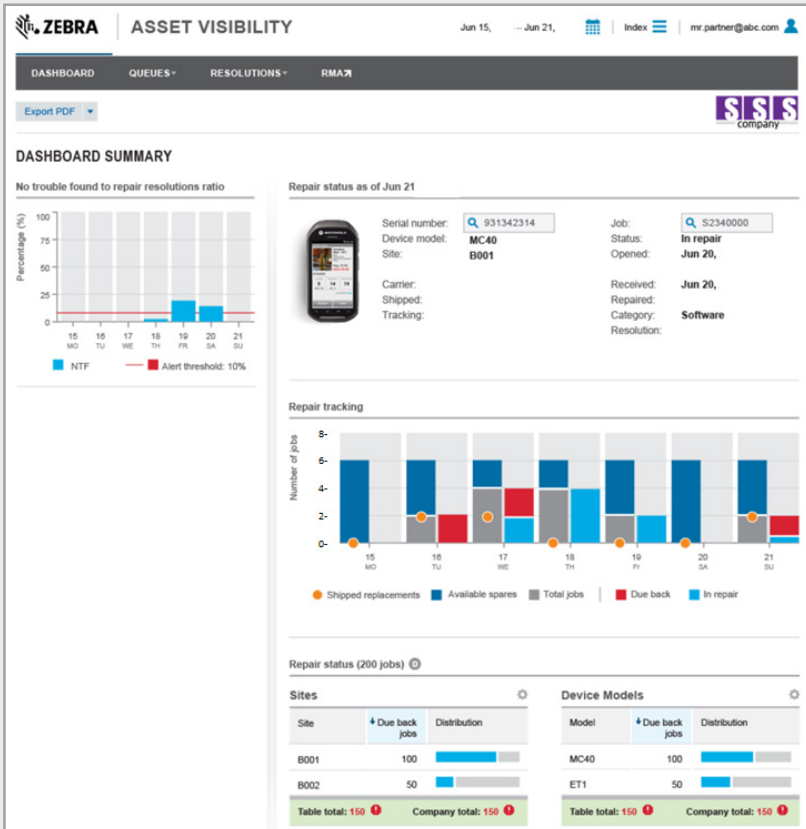 ZEBRA ASSET VISIBILITY Jun 15, – Jun 21, Index mr.partner@abc.com
DASHBOARD QUEUES RESOLUTIONS RMA
Export PDF
SSS
company
DASHBOARD SUMMARY
No trouble found to repair resolutions ratio
Percentage (%)
100
75
50
25
0
15 16 17 18 19 20 21
MO TU WE TH FR SA SU
NTF Alert threshold: 10%
Repair status as of Jun 21
MOTOROLA
Serial number: 931342314 Job: S2340000
Device model: MC40 Status: In repair
Site: B001 Opened: Jun 20,
Carrier: Received: Jun 20,
Shipped: Repaired:
Tracking: Category: Software
Resolution:
Repair tracking
Number of jobs
8-
6-
4-
2-
0-
15 16 17 18 19 20 21
MO TU WE TH Fr SA SU
Shipped replacements Available spares Total jobs Due back In repair
Repair status (200 jobs) D
Sites
Site Due back jobs Distribution
B001 100
B002 50
Table total: 150 Company total: 150
Device Models
Model Due back jobs Distribution
MC40 100
ET1 50
Table total: 150 Company total: 150